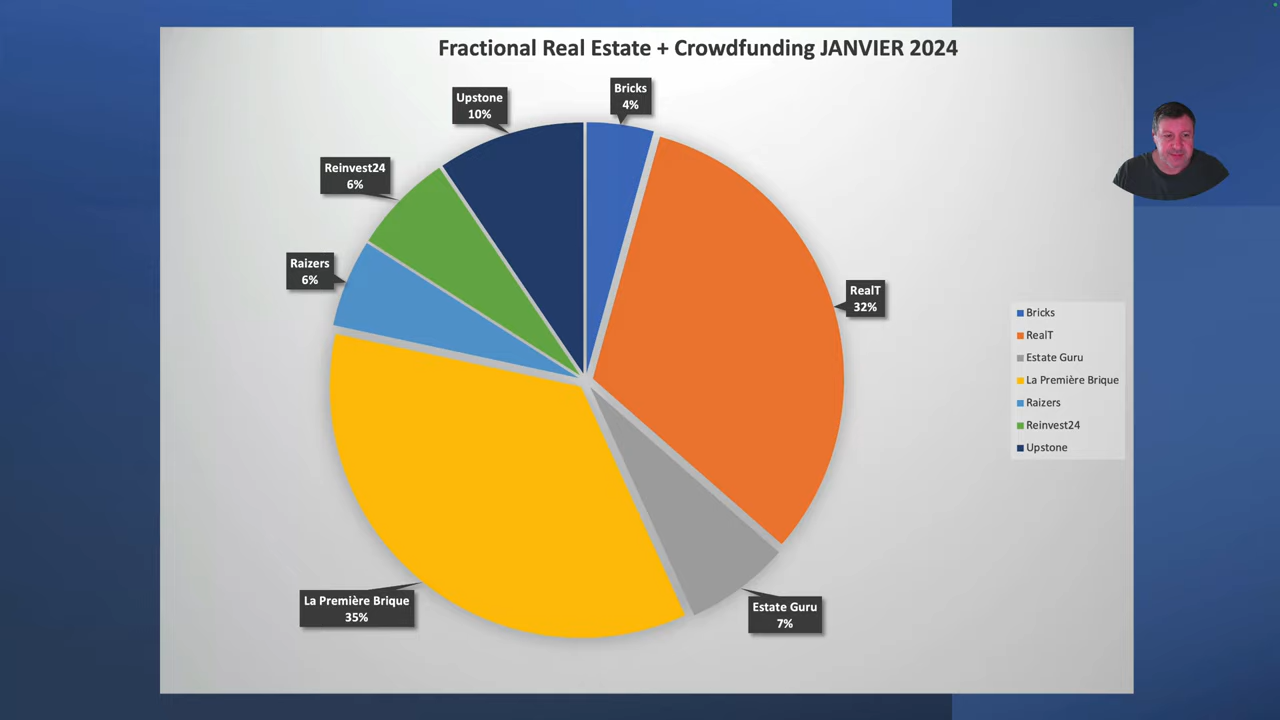 Fractional Real Estate + Crowdfunding JANVIER 2024
Bricks
4%
Upstone
10%
Reinvest24
6%
Raizers
6%
RealT
32%
La Première Brique
35%
Estate Guru
7%
Bricks
RealT
Estate Guru
La Première Brique
Raizers
Reinvest24
Upstone